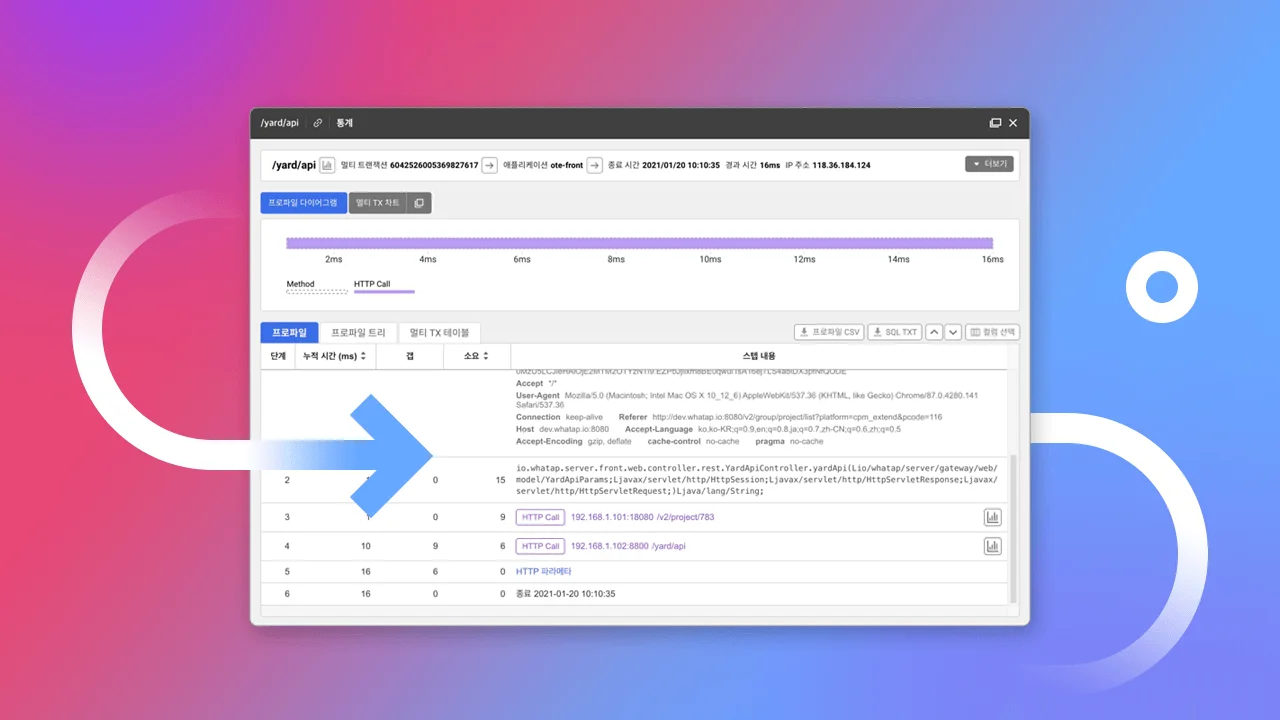 /yard/api 통계
/yard/api 멀티 트랜잭션 6042526005369827617 애플리케이션 ote-front 종료 시간 2021/01/20 10:10:35 경과 시간 16ms IP 주소 118.36.184.124 더보기
프로파일 다이어그램 멀티 TX 차트
2ms 4ms 6ms 8ms 10ms 12ms 14ms 16ms
Method HTTP Call
프로파일 프로파일 트리 멀티 TX 테이블 프로파일 CSV SQL TXT 컬럼 선택
단계 누적 시간 (ms) 갭 소요 스텝 내용
Accept */*
User-Agent Mozilla/5.0 (Macintosh; Intel Mac OS X 10_12_6) AppleWebKit/537.36 (KHTML, like Gecko) Chrome/87.0.4280.141
Safari/537.36
Connection keep-alive Referer http://dev.whatap.io:8080/v2/group/project/list?platform=cpm_extend&pcode=116
Host dev.whatap.io:8080 Accept-Language ko,ko-KR;q=0.9,en;q=0.8,ja;q=0.7,zh-CN;q=0.6,zh;q=0.5
Accept-Encoding gzip, deflate cache-control no-cache pragma no-cache
io.whatap.server.front.web.controller.rest.YardApiController.yardApi(Lio/whatap/server/gateway/web/
2 0 15 model/YardApiParams;Ljavax/servlet/http/HttpSession;Ljavax/servlet/http/HttpServletResponse;Ljavax/
servlet/http/HttpServletRequest;)Ljava/lang/String;
3 0 9 HTTP Call 192.168.1.101:18080 /v2/project/783
4 10 9 6 HTTP Call 192.168.1.102:8800 /yard/api
5 16 6 0 HTTP 파라메타
6 16 0 0 종료 2021-01-20 10:10:35